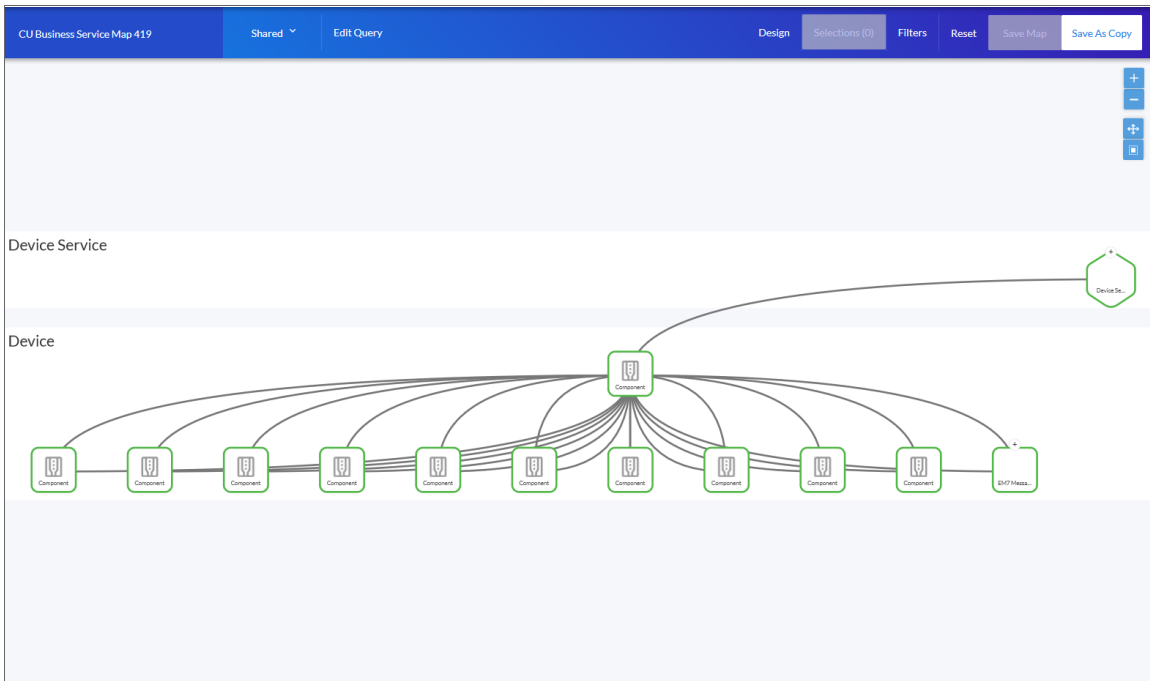 CU Business Service Map 419
Shared
Edit Query
Design
Selections (0)
Filters
Reset
Save Map
Save As Copy
Device Service
Device Se...
Device
Component
Component
Component
Component
Component
Component
Component
Component
Component
Component
Component
EM7 Messa...